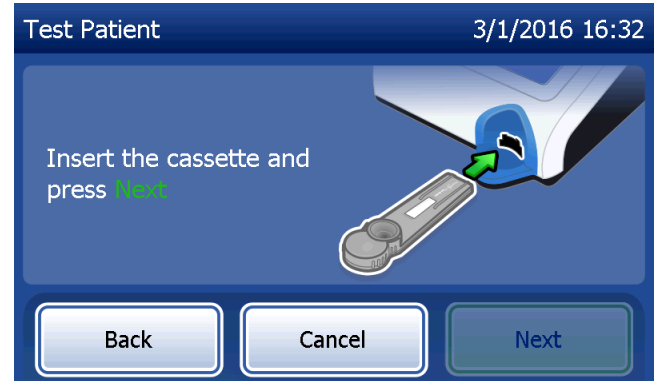 Test Patient 3/1/2016 16:32
Insert the cassette and
press Next
Back Cancel Next